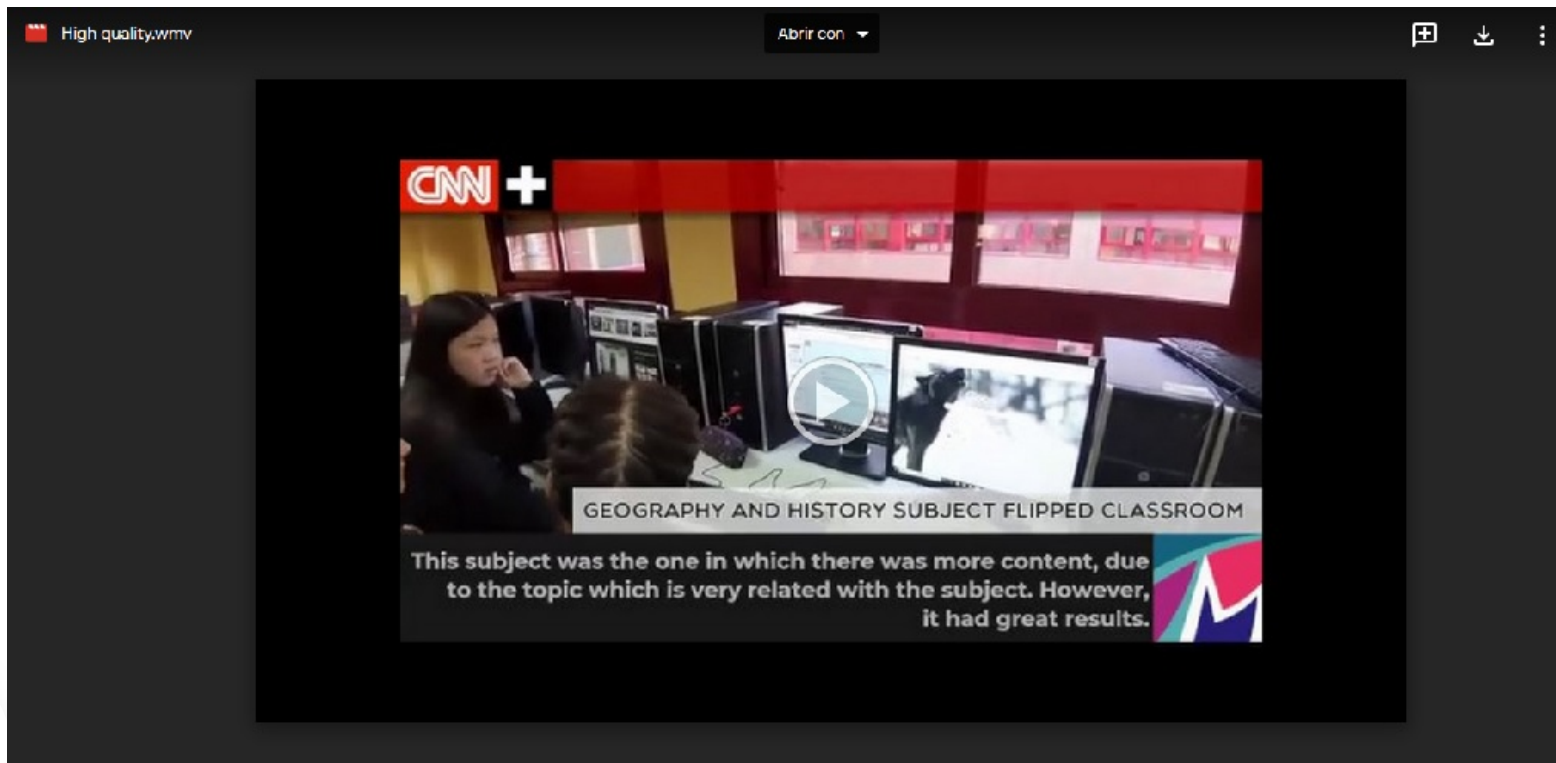 High quality.wmv
Abrir con
CNN +
GEOGRAPHY AND HISTORY SUBJECT FLIPPED CLASSROOM
This subject was the one in which there was more content, due
to the topic which is very related with the subject. However,
it had great results.